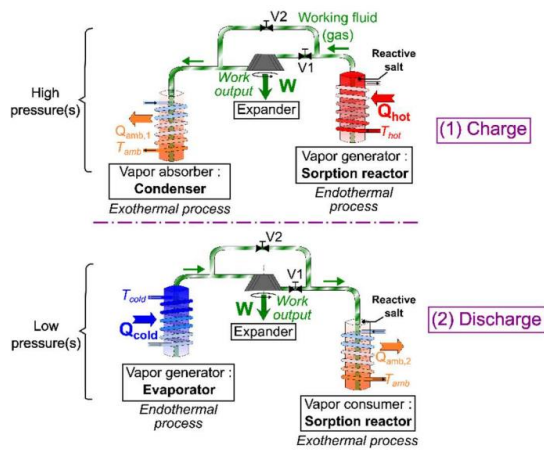 V2
Working fluid
(gas)
V1
Reactive
salt
Work
output
W
Expander
High
pressure(s)
Q_amb,1
T_amb
Q_hot
T_hot
(1) Charge
Vapor absorber :
Condenser
Exothermal process
Vapor generator :
Sorption reactor
Endothermal process
V2
V1
T_cold
W
Work
output
Reactive
salt
(2) Discharge
Low
pressure(s)
Q_cold
Expander
Q_amb,2
T_amb
Vapor generator :
Evaporator
Endothermal process
Vapor consumer :
Sorption reactor
Exothermal process